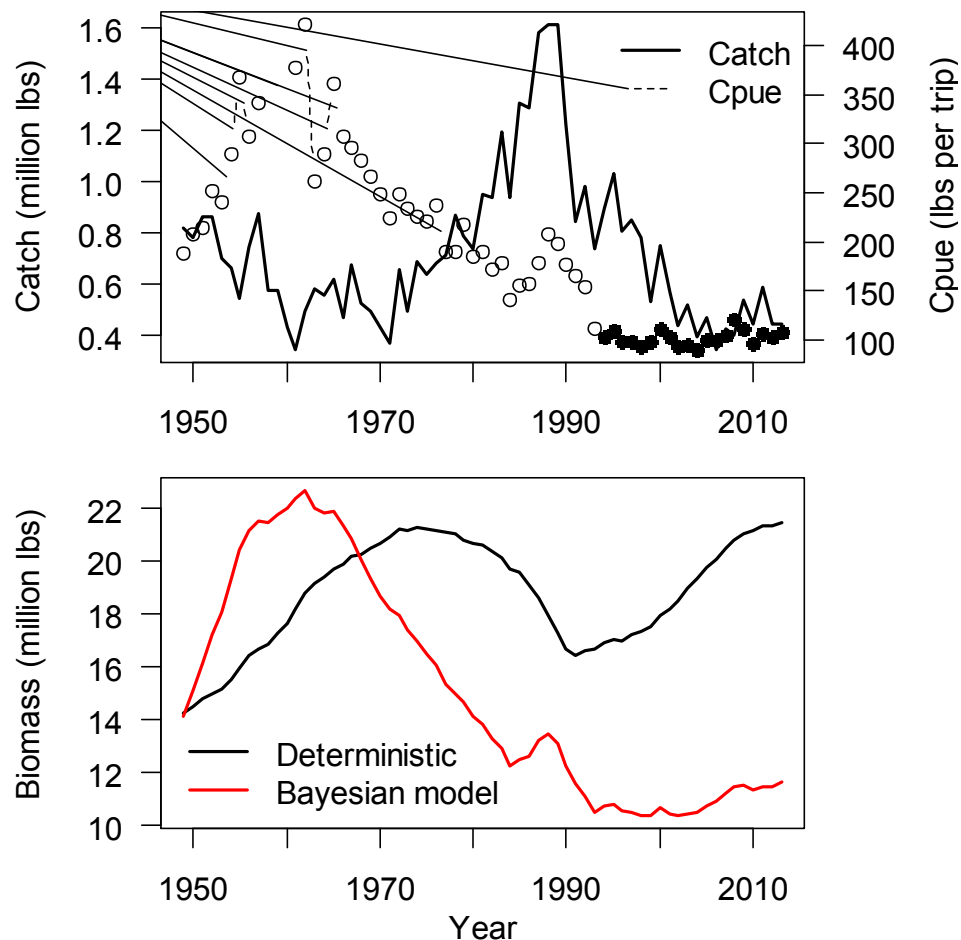 Catch (million lbs)
1.6
1.4
1.2
1.0
0.8
0.6
0.4
Catch
Cpue
400
350
300
250
200
150
100
Cpue (lbs per trip)
1950 1970 1990 2010
Biomass (million lbs)
22
20
18
16
14
12
10
Deterministic
Bayesian model
1950 1970 1990 2010
Year